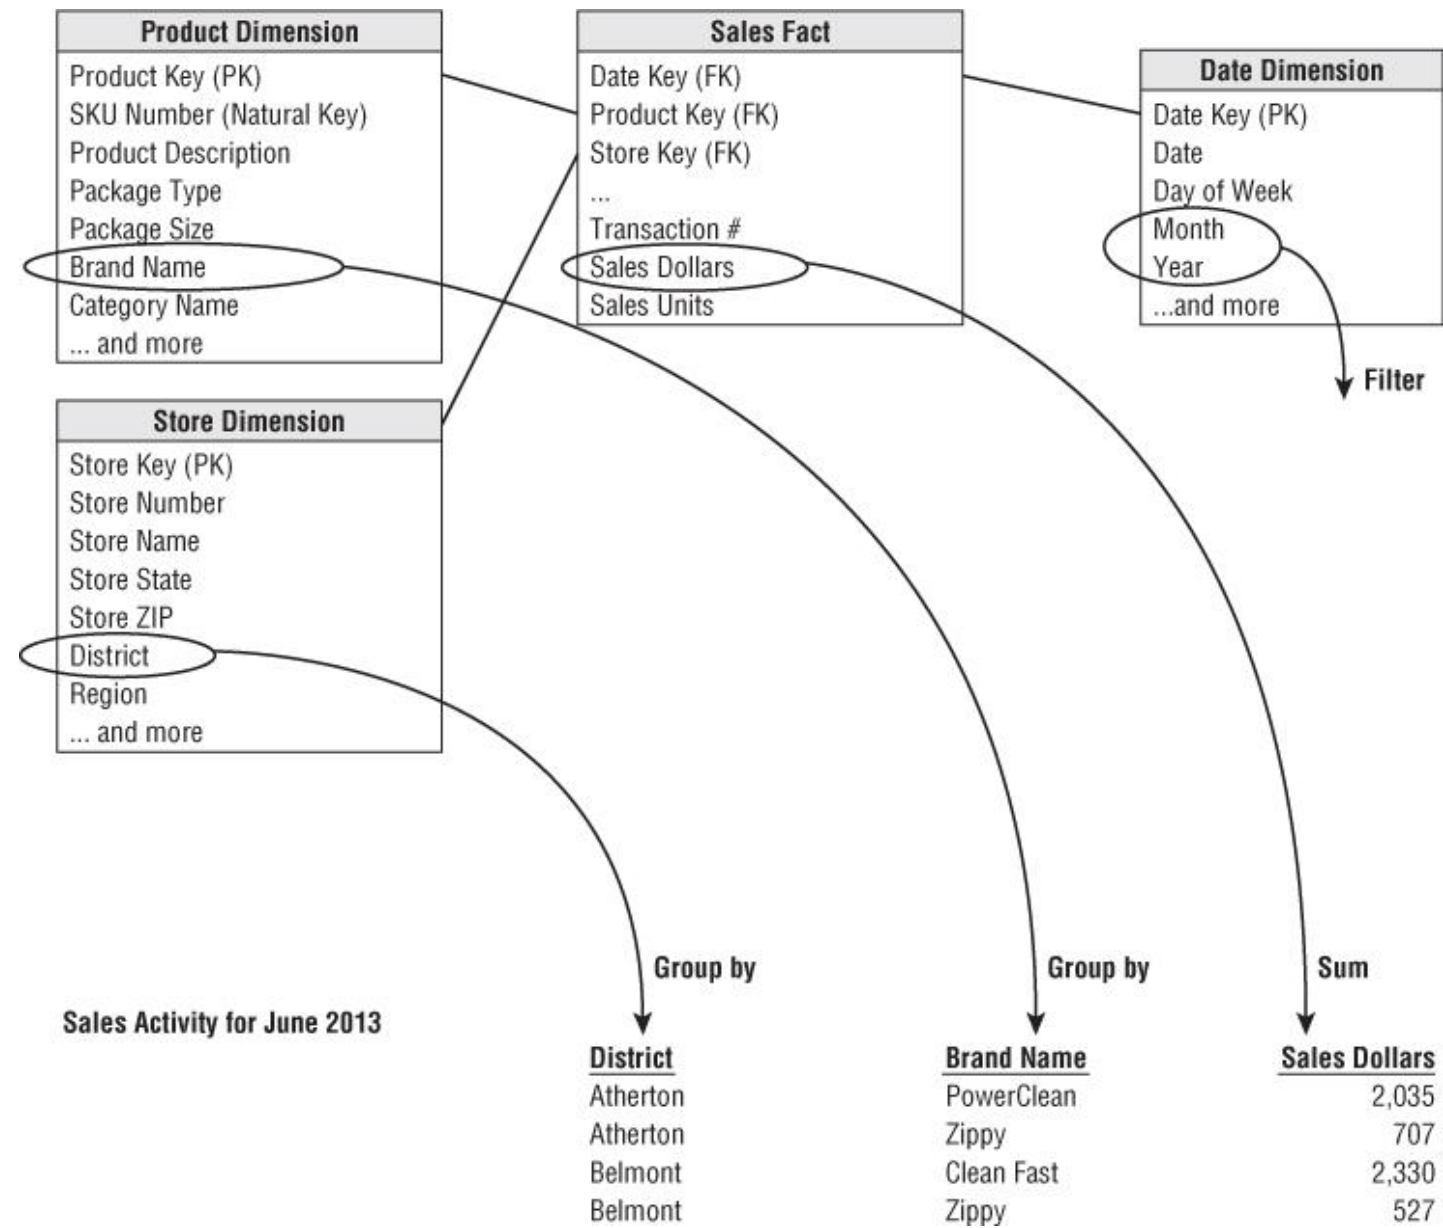 Product Dimension
Product Key (PK)
SKU Number (Natural Key)
Product Description
Package Type
Package Size
Brand Name
Category Name
... and more
Sales Fact
Date Key (FK)
Product Key (FK)
Store Key (FK)
...
Transaction #
Sales Dollars
Sales Units
Date Dimension
Date Key (PK)
Date
Day of Week
Month
Year
...and more
Filter
Store Dimension
Store Key (PK)
Store Number
Store Name
Store State
Store ZIP
District
Region
... and more
Group by
Group by
Sum
Sales Activity for June 2013
District Brand Name Sales Dollars
Atherton PowerClean 2,035
Atherton Zippy 707
Belmont Clean Fast 2,330
Belmont Zippy 527